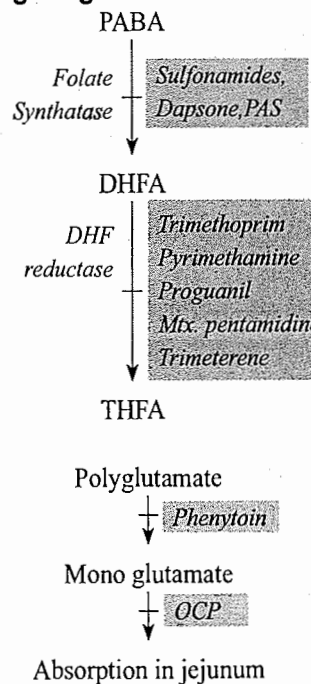 PABA
Folate
Synthatase
Sulfonamides,
Dapsone,PAS
DHFA
DHF
reductase
Trimethoprim
Pyrimethamine
Proguanil
Mtx. pentamidin
Trimeterene
THFA
Polyglutamate
Phenytoin
Mono glutamate
OCP
Absorption in jejunum